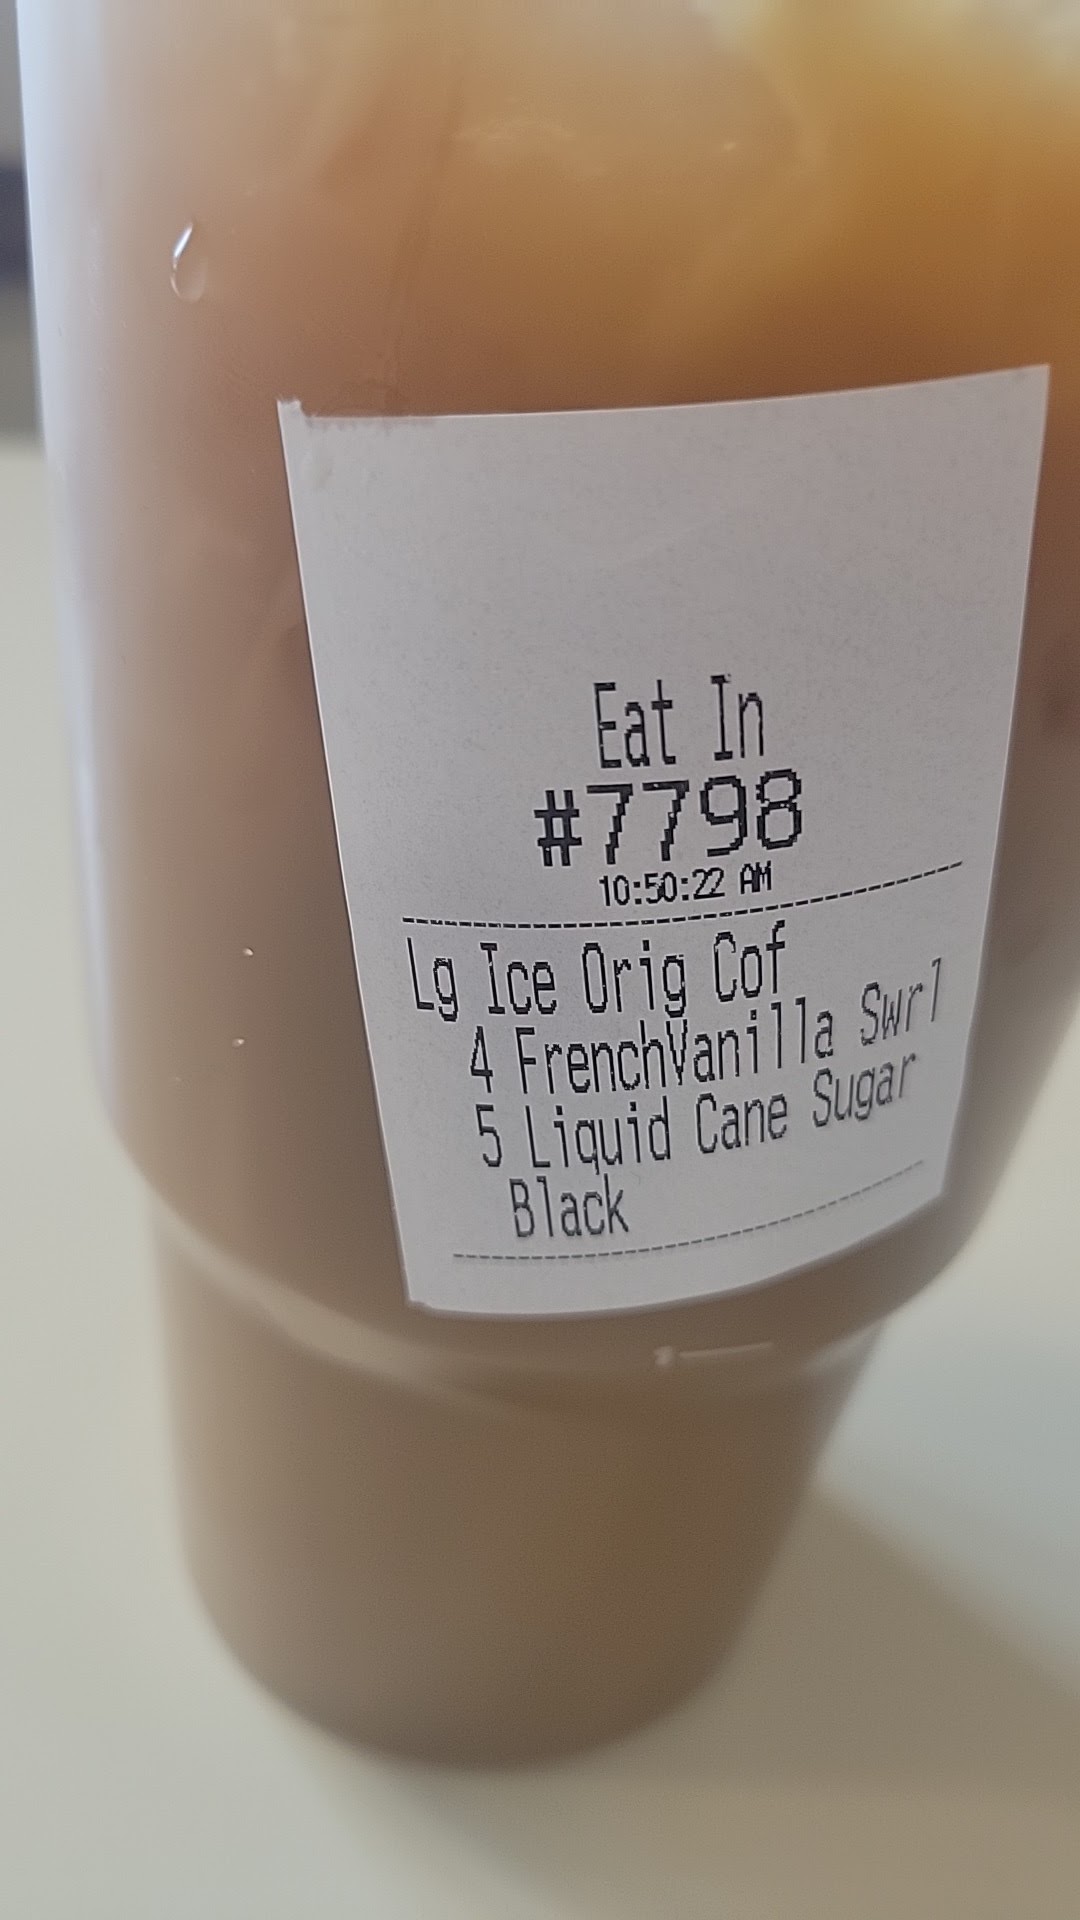 Eat In
#7798
10:50:22 AM
Lg Ice Orig Cof
4 FrenchVanilla Swrl
5 Liquid Cane Sugar
Black